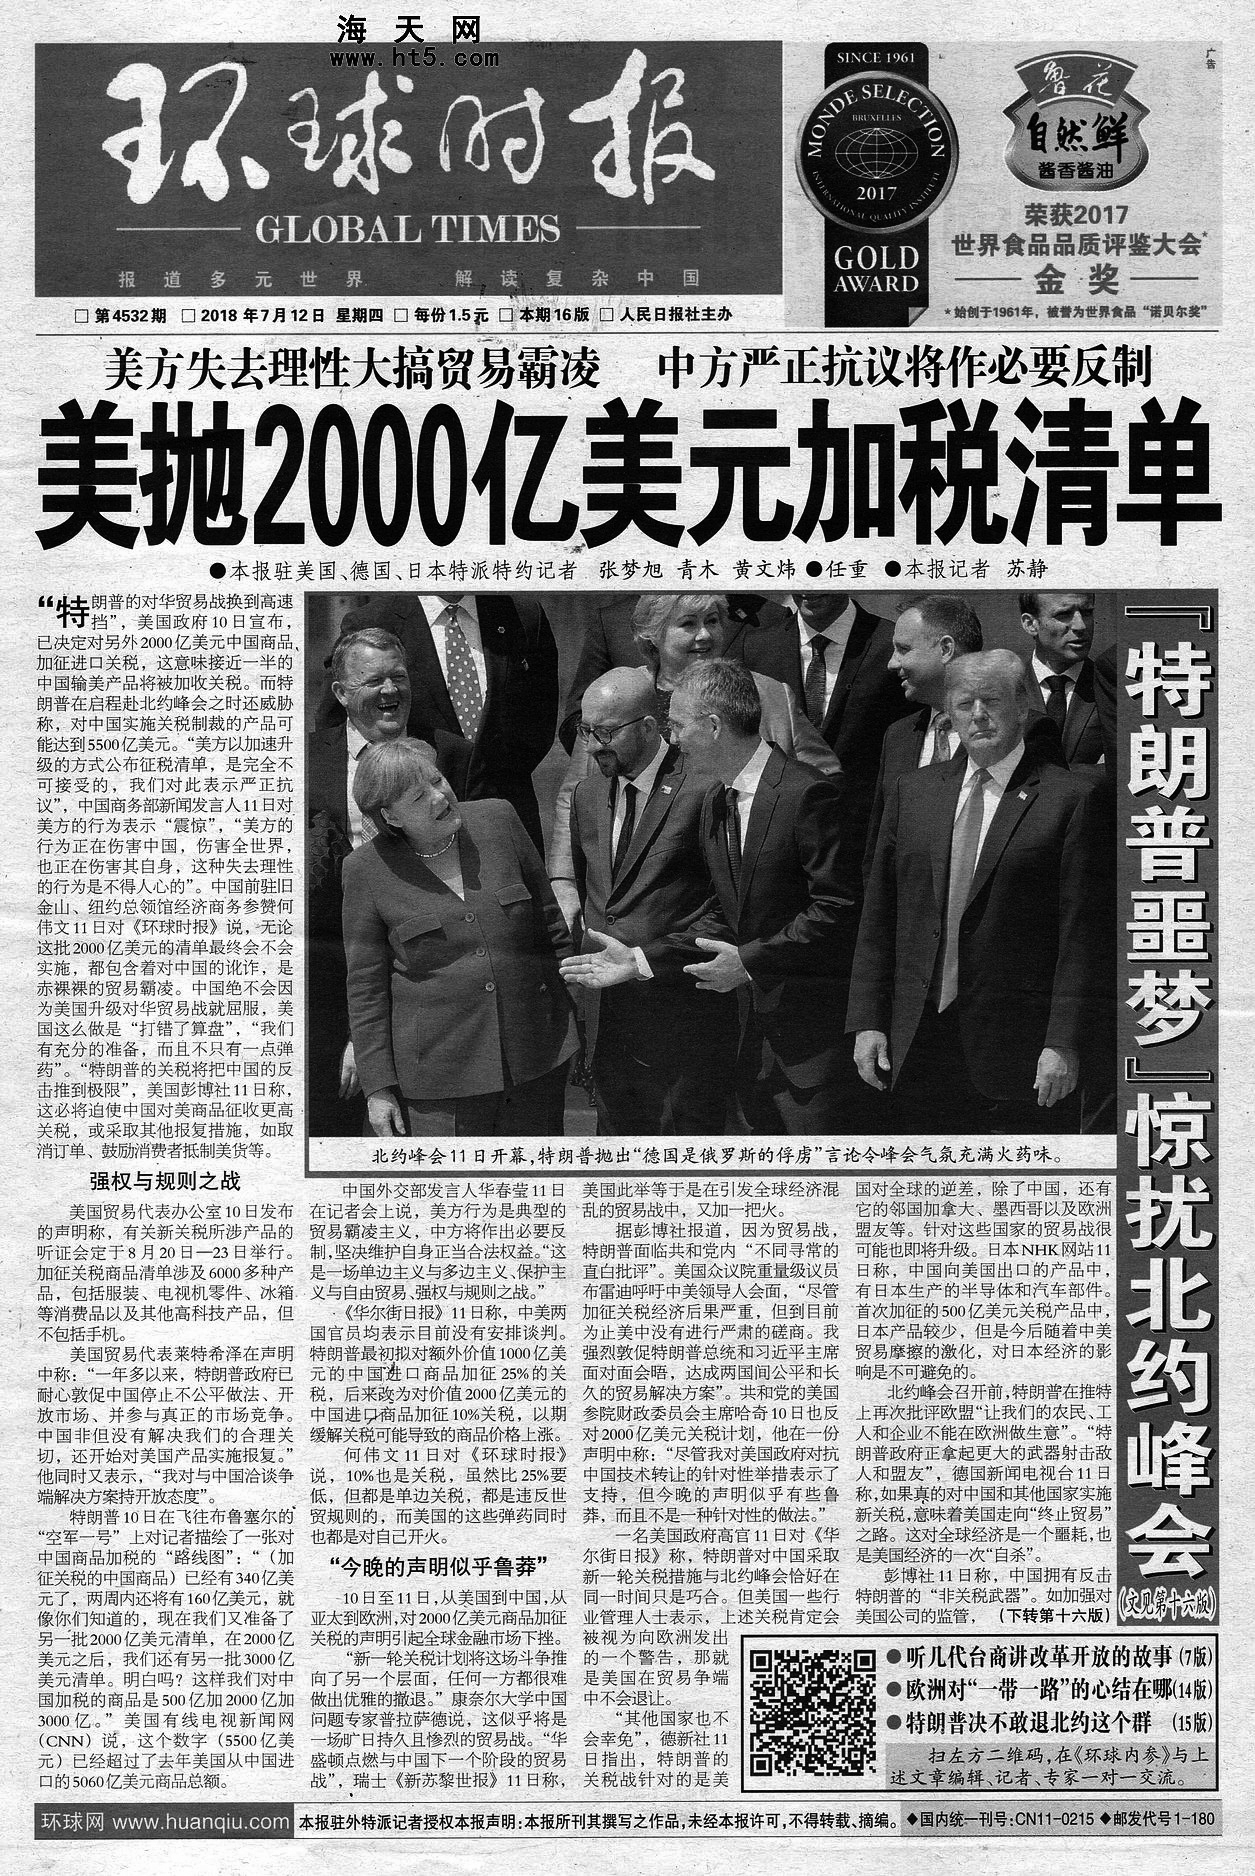 海天网
www.ht5.com
环球时报
GLOBAL TIMES
报道多元世界 解读复杂中国
□第4532期 □2018年7月12日 星期四 □每份1.5元 □本期16版 □人民日报社主办
SINCE 1961
MONDE SELECTION
BRUXELLES
INTERNATIONAL QUALITY INSTITUTE
2017
GOLD
AWARD
广告
鲁花
自然鲜
酱香酱油
荣获2017
世界食品品质评鉴大会*
金奖
*始创于1961年，被誉为世界食品“诺贝尔奖”
美方失去理性大搞贸易霸凌 中方严正抗议将作必要反制
美抛2000亿美元加税清单
●本报驻美国、德国、日本特派特约记者 张梦旭 青木 黄文炜 ●任重 ●本报记者 苏静
“特朗普的对华贸易战换到高速
挡”，美国政府10日宣布，
已决定对另外2000亿美元中国商品
加征进口关税，这意味接近一半的
中国输美产品将被加收关税。而特
朗普在启程赴北约峰会之时还威胁
称，对中国实施关税制裁的产品可
能达到5500亿美元。“美方以加速升
级的方式公布征税清单，是完全不
可接受的，我们对此表示严正抗
议”，中国商务部新闻发言人11日对
美方的行为表示“震惊”，“美方的
行为正在伤害中国，伤害全世界，
也正在伤害其自身，这种失去理性
的行为是不得人心的”。中国前驻旧
金山、纽约总领馆经济商务参赞何
伟文11日对《环球时报》说，无论
这批2000亿美元的清单最终会不会
实施，都包含着对中国的讹诈，是
赤裸裸的贸易霸凌。中国绝不会因
为美国升级对华贸易战就屈服，美
国这么做是“打错了算盘”，“我们
有充分的准备，而且不只有一点弹
药”。“特朗普的关税将把中国的反
击推到极限”，美国彭博社11日称，
这必将迫使中国对美商品征收更高
关税，或采取其他报复措施，如取
消订单、鼓励消费者抵制美货等。
强权与规则之战
美国贸易代表办公室10日发布
的声明称，有关新关税所涉产品的
听证会定于8月20日—23日举行。
加征关税商品清单涉及6000多种产
品，包括服装、电视机零件、冰箱
等消费品以及其他高科技产品，但
不包括手机。
美国贸易代表莱特希泽在声明
中称：“一年多以来，特朗普政府已
耐心敦促中国停止不公平做法、开
放市场、并参与真正的市场竞争。
中国非但没有解决我们的合理关
切，还开始对美国产品实施报复。”
他同时又表示，“我对与中国洽谈争
端解决方案持开放态度”。
特朗普10日在飞往布鲁塞尔的
“空军一号”上对记者描绘了一张对
中国商品加税的“路线图”：“（加
征关税的中国商品）已经有340亿美
元了，两周内还将有160亿美元，就
像你们知道的，现在我们又准备了
另一批2000亿美元清单，在2000亿
美元之后，我们还有另一批3000亿
美元清单。明白吗？这样我们对中
国加税的商品是500亿加2000亿加
3000亿。”美国有线电视新闻网
（CNN）说，这个数字（5500亿美
元）已经超过了去年美国从中国进
口的5060亿美元商品总额。
北约峰会11日开幕，特朗普抛出“德国是俄罗斯的俘虏”言论令峰会气氛充满火药味。
中国外交部发言人华春莹11日
在记者会上说，美方行为是典型的
贸易霸凌主义，中方将作出必要反
制，坚决维护自身正当合法权益。“这
是一场单边主义与多边主义、保护主
义与自由贸易、强权与规则之战。”
《华尔街日报》11日称，中美两
国官员均表示目前没有安排谈判。
特朗普最初拟对额外价值1000亿美
元的中国进口商品加征25%的关
税，后来改为对价值2000亿美元的
中国进口商品加征10%关税，以期
缓解关税可能导致的商品价格上涨。
何伟文11日对《环球时报》
说，10%也是关税，虽然比25%要
低，但都是单边关税，都是违反世
贸规则的，而美国的这些弹药同时
也都是对自己开火。
“今晚的声明似乎鲁莽”
10日至11日，从美国到中国，从
亚太到欧洲，对2000亿美元商品加征
关税的声明引起全球金融市场下挫。
“新一轮关税计划将这场斗争推
向了另一个层面，任何一方都很难
做出优雅的撤退。”康奈尔大学中国
问题专家普拉萨德说，这似乎将是
一场旷日持久且惨烈的贸易战。“华
盛顿点燃与中国下一个阶段的贸易
战”，瑞士《新苏黎世报》11日称，
美国此举等于是在引发全球经济混
乱的贸易战中，又加一把火。
据彭博社报道，因为贸易战，
特朗普面临共和党内“不同寻常的
直白批评”。美国众议院重量级议员
布雷迪呼吁中美领导人会面，“尽管
加征关税经济后果严重，但到目前
为止美中没有进行严肃的磋商。我
强烈敦促特朗普总统和习近平主席
面对面会晤，达成两国间公平和长
久的贸易解决方案”。共和党的美国
参院财政委员会主席哈奇10日也反
对2000亿美元关税计划，他在一份
声明中称：“尽管我对美国政府对抗
中国技术转让的针对性举措表示了
支持，但今晚的声明似乎有些鲁
莽，而且不是一种针对性的做法。”
一名美国政府高官11日对《华
尔街日报》称，特朗普对中国采取
新一轮关税措施与北约峰会恰好在
同一时间只是巧合。但美国一些行
业管理人士表示，上述关税肯定会
被视为向欧洲发出
的一个警告，那就
是美国在贸易争端
中不会退让。
“其他国家也不
会幸免”，德新社11
日指出，特朗普的
关税战针对的是美
国对全球的逆差，除了中国，还有
它的邻国加拿大、墨西哥以及欧洲
盟友等。针对这些国家的贸易战很
可能也即将升级。日本NHK网站11
日称，中国向美国出口的产品中，
有日本生产的半导体和汽车部件。
首次加征的500亿美元关税产品中，
日本产品较少，但是今后随着中美
贸易摩擦的激化，对日本经济的影
响是不可避免的。
北约峰会召开前，特朗普在推特
上再次批评欧盟“让我们的农民、工
人和企业不能在欧洲做生意”。“特
朗普政府正拿起更大的武器射击敌
人和盟友”，德国新闻电视台11日
称，如果真的对中国和其他国家实施
新关税，意味着美国走向“终止贸易”
之路。这对全球经济是一个噩耗，也
是美国经济的一次“自杀”。
彭博社11日称，中国拥有反击
特朗普的“非关税武器”。如加强对
美国公司的监管，（下转第十六版）
『特朗普噩梦』惊扰北约峰会
（文见第十六版）
●听几代台商讲改革开放的故事（7版）
●欧洲对“一带一路”的心结在哪（14版）
●特朗普决不敢退北约这个群 （15版）
扫左方二维码，在《环球内参》与上
述文章编辑、记者、专家一对一交流。
环球网 www.huanqiu.com 本报驻外特派记者授权本报声明：本报所刊其撰写之作品，未经本报许可，不得转载、摘编。 ◆国内统一刊号：CN11-0215 ◆邮发代号1-180